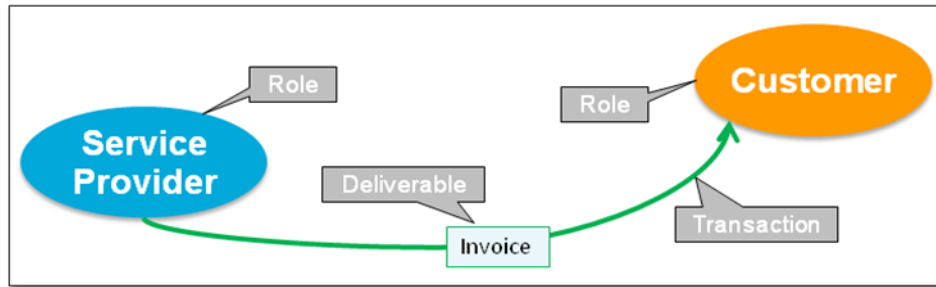 Role
Customer
Role
Service
Provider
Deliverable
Transaction
Invoice